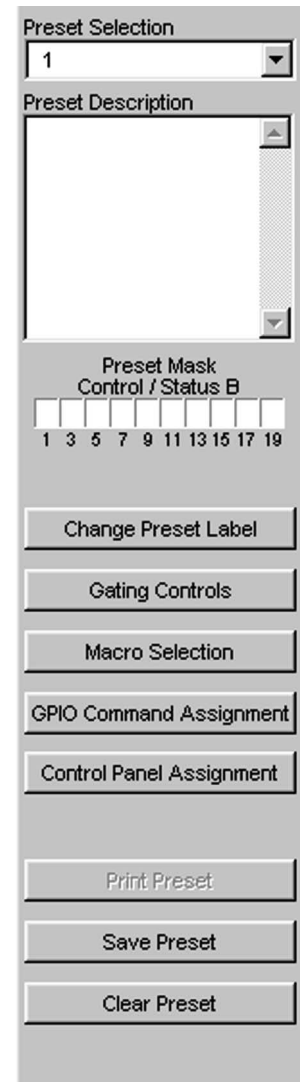 Preset Selection
1
Preset Description
Preset Mask
Control / Status B
1 3 5 7 9 11 13 15 17 19
Change Preset Label
Gating Controls
Macro Selection
GPIO Command Assignment
Control Panel Assignment
Print Preset
Save Preset
Clear Preset